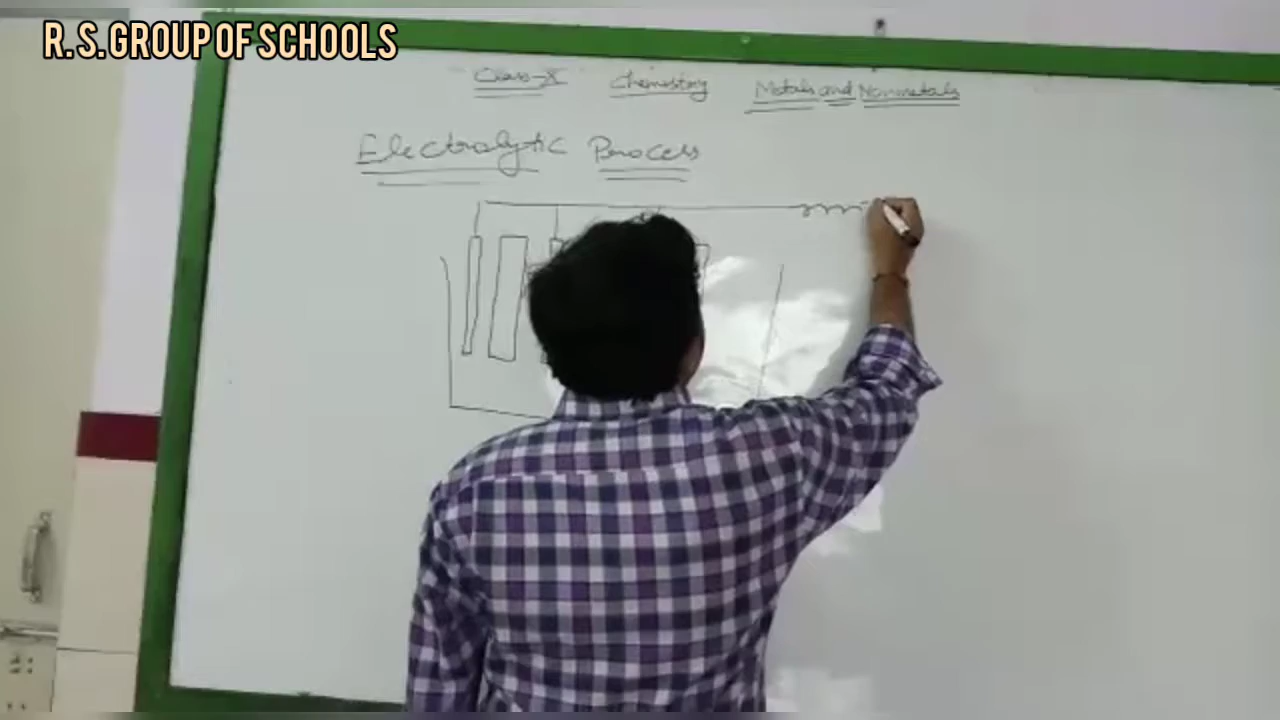 R. S. GROUP OF SCHOOLS
Class-X Chemistry Metals and Nonmetals
Electrolytic Process